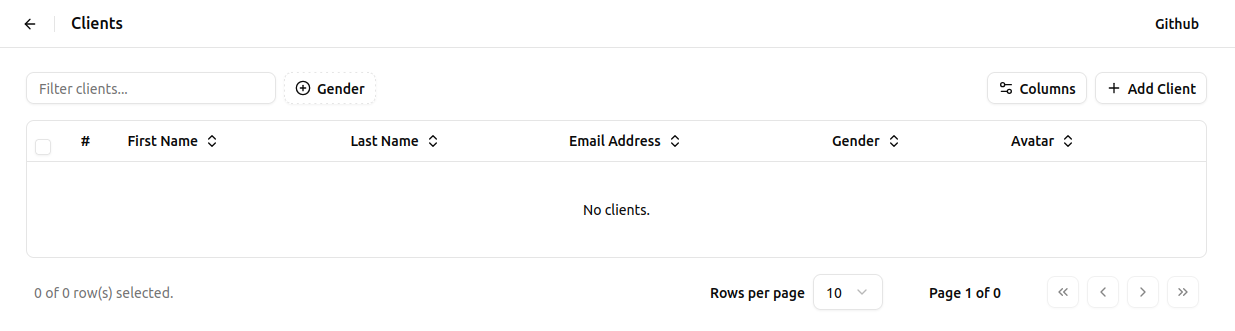 Clients Github
Filter clients... Gender Columns Add Client
# First Name Last Name Email Address Gender Avatar
No clients.
0 of 0 row(s) selected. Rows per page 10 Page 1 of 0